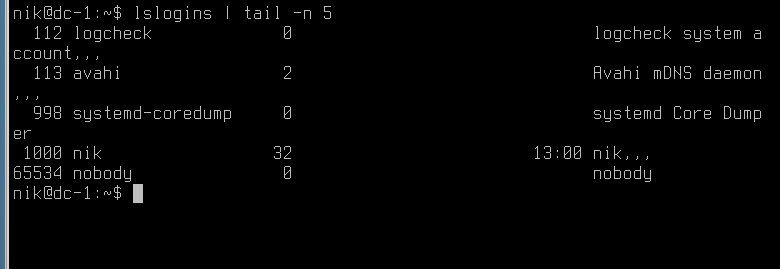 nik@dc-1:~$ lslogins | tail -n 5
  112 logcheck             0                              logcheck system a
ccount,,,
  113 avahi                2                              Avahi mDNS daemon
,,,
  998 systemd-coredump     0                              systemd Core Dump
er
 1000 nik                 32                        13:00 nik,,,
65534 nobody               0                              nobody
nik@dc-1:~$